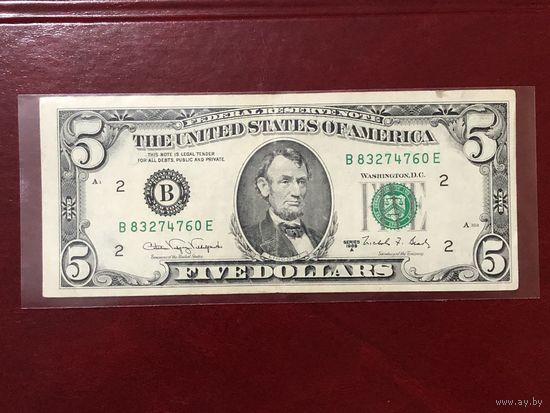 FEDERAL RESERVE NOTE
5 THE UNITED STATES OF AMERICA 5
THIS NOTE IS LEGAL TENDER
FOR ALL DEBTS, PUBLIC AND PRIVATE
B 83274760 E
WASHINGTON, D.C.
A1 2
2
B
FIVE
B 83274760 E
A
2
SERIES
1988
A
2
Treasurer of the United States.
Secretary of the Treasury.
5 FIVE DOLLARS 5
www.ay.by